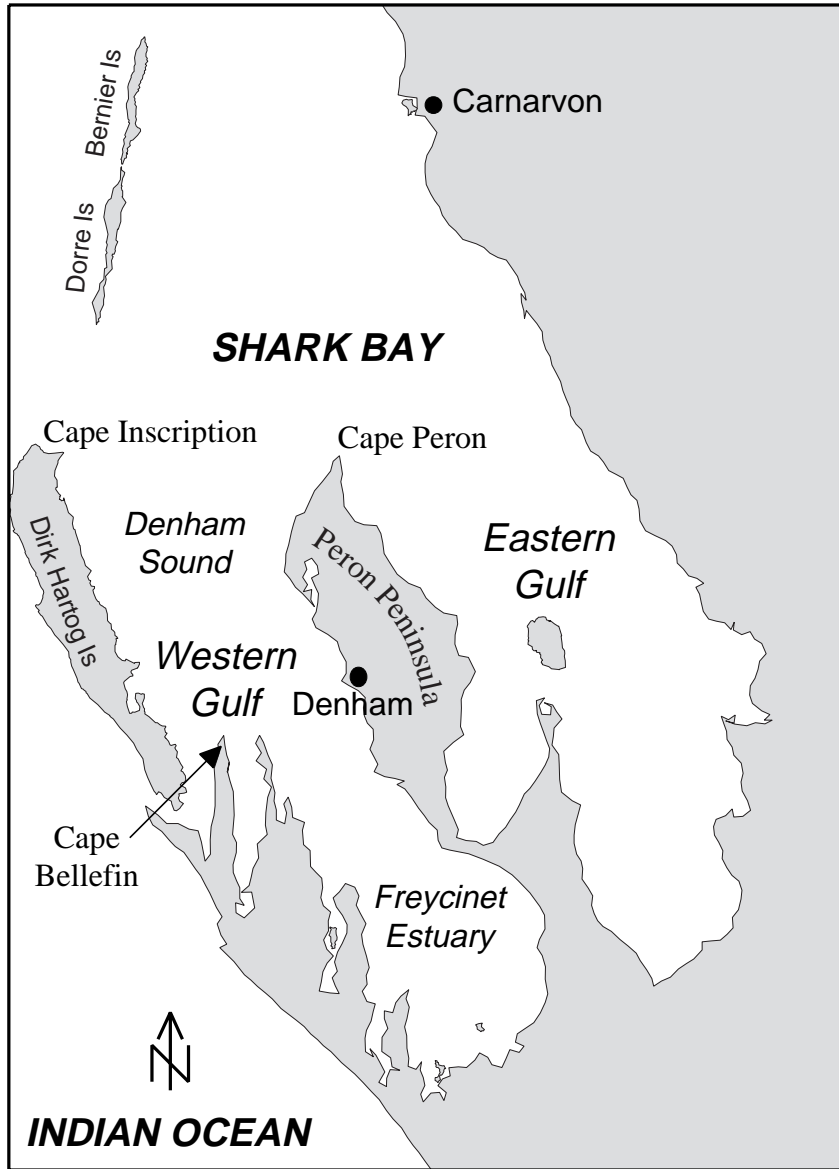 Bernier Is
Carnarvon
Dorre Is
SHARK BAY
Cape Inscription
Cape Peron
Denham
Sound
Dirk Hartog Is
Peron Peninsula
Eastern
Gulf
Western
Gulf
Denham
Cape
Bellefin
Freycinet
Estuary
N
INDIAN OCEAN